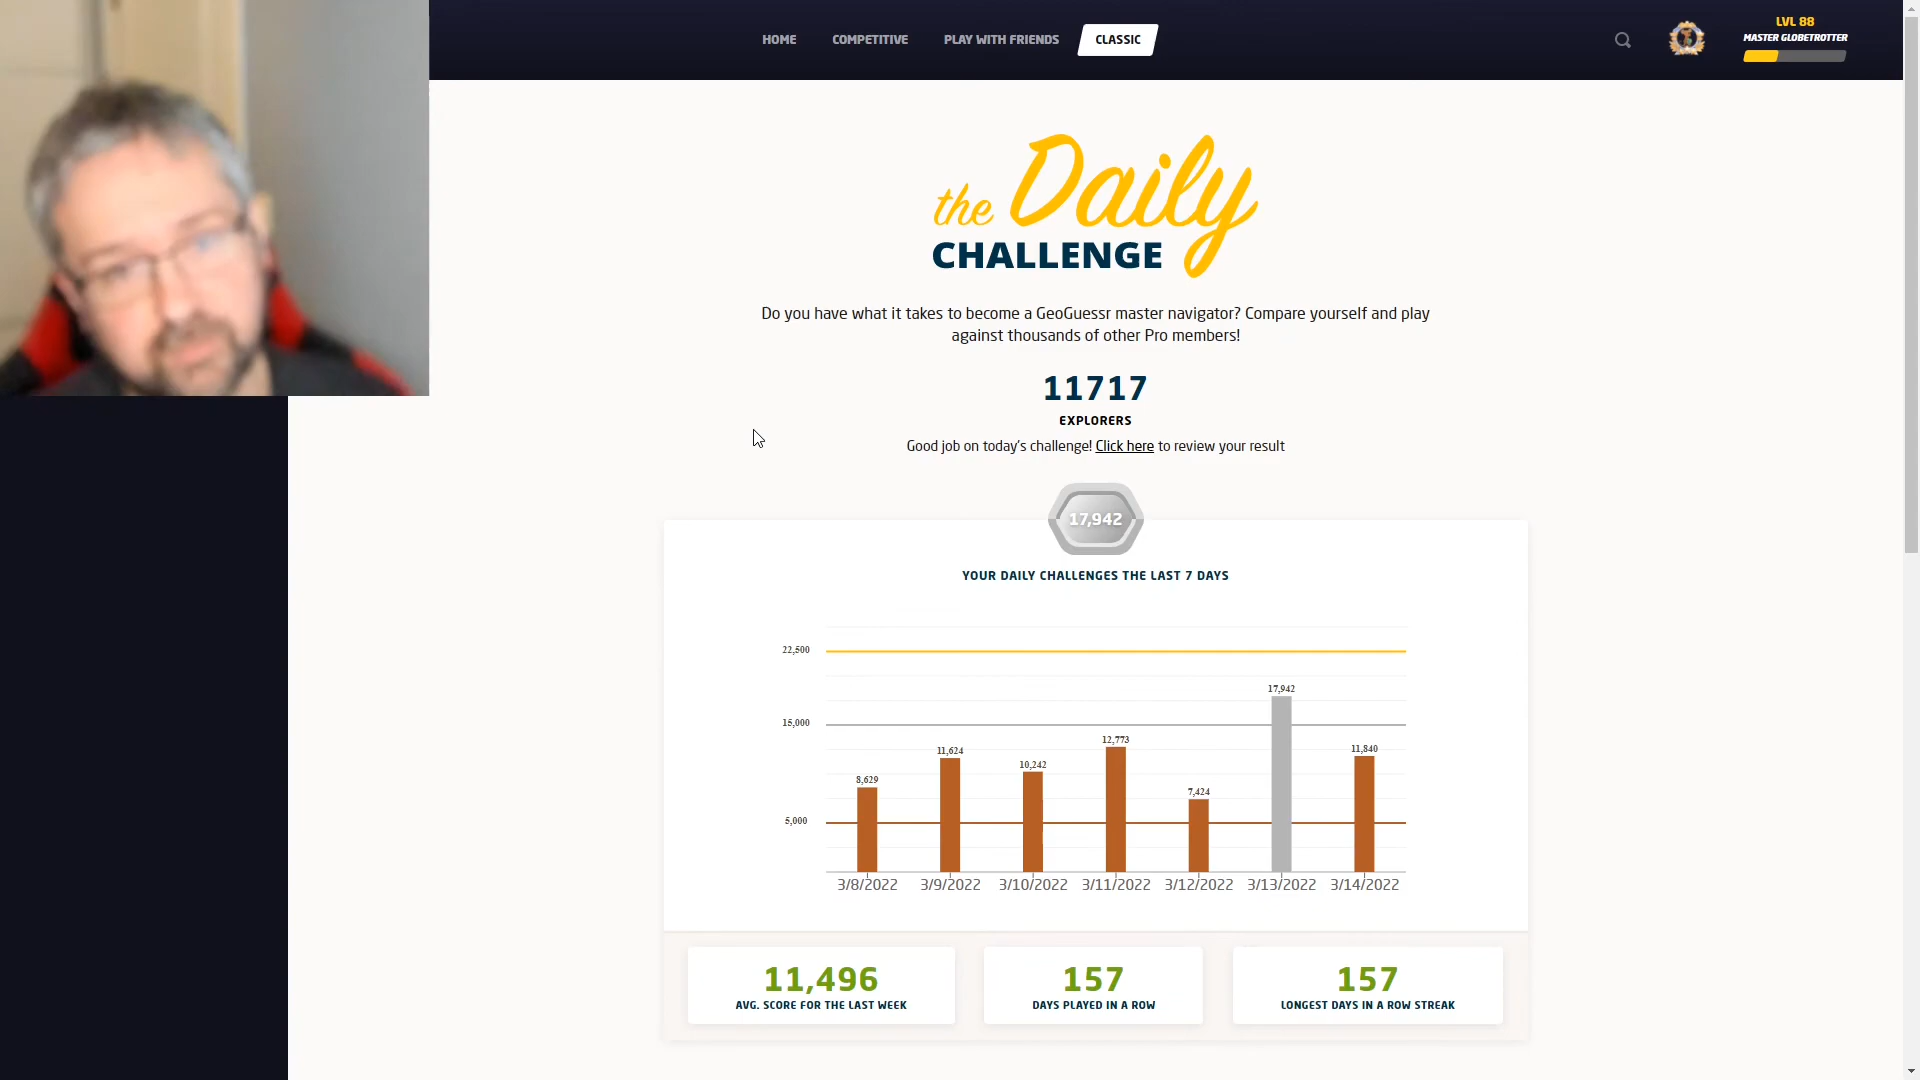 HOME COMPETITIVE PLAY WITH FRIENDS CLASSIC
LVL 88
MASTER GLOBETROTTER
the Daily
CHALLENGE
Do you have what it takes to become a GeoGuessr master navigator? Compare yourself and play
against thousands of other Pro members!
11717
EXPLORERS
Good job on today's challenge! Click here to review your result
17,942
YOUR DAILY CHALLENGES THE LAST 7 DAYS
22,500
17,942
15,000
12,773
11,840
11,624
10,242
8,629
7,424
5,000
3/8/2022 3/9/2022 3/10/2022 3/11/2022 3/12/2022 3/13/2022 3/14/2022
11,496 157 157
AVG. SCORE FOR THE LAST WEEK DAYS PLAYED IN A ROW LONGEST DAYS IN A ROW STREAK